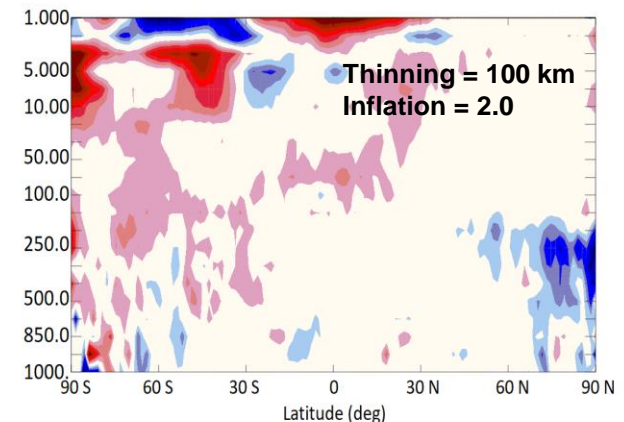 1.000
5.000
Thinning = 100 km
10.00
Inflation = 2.0
50.00
100.0
250.0
500.0
850.0
1000.
90 S 60 S 30 S 0 30 N 60 N 90 N
Latitude (deg)